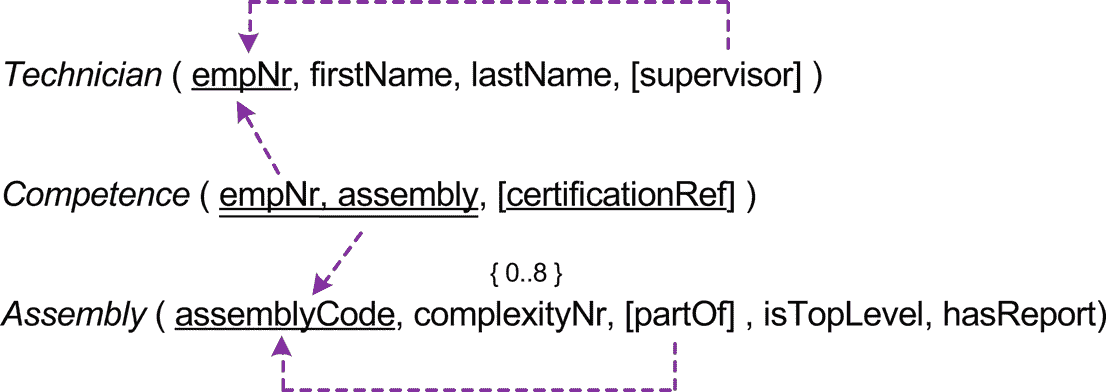 Technician ( empNr, firstName, lastName, [supervisor] )
Competence ( empNr, assembly, [certificationRef] )
{ 0..8 }
Assembly ( assemblyCode, complexityNr, [partOf] , isTopLevel, hasReport)